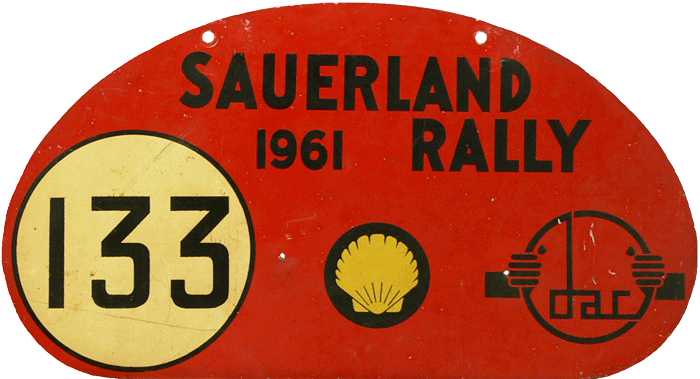 SAUERLAND
1961 RALLY
133
dac